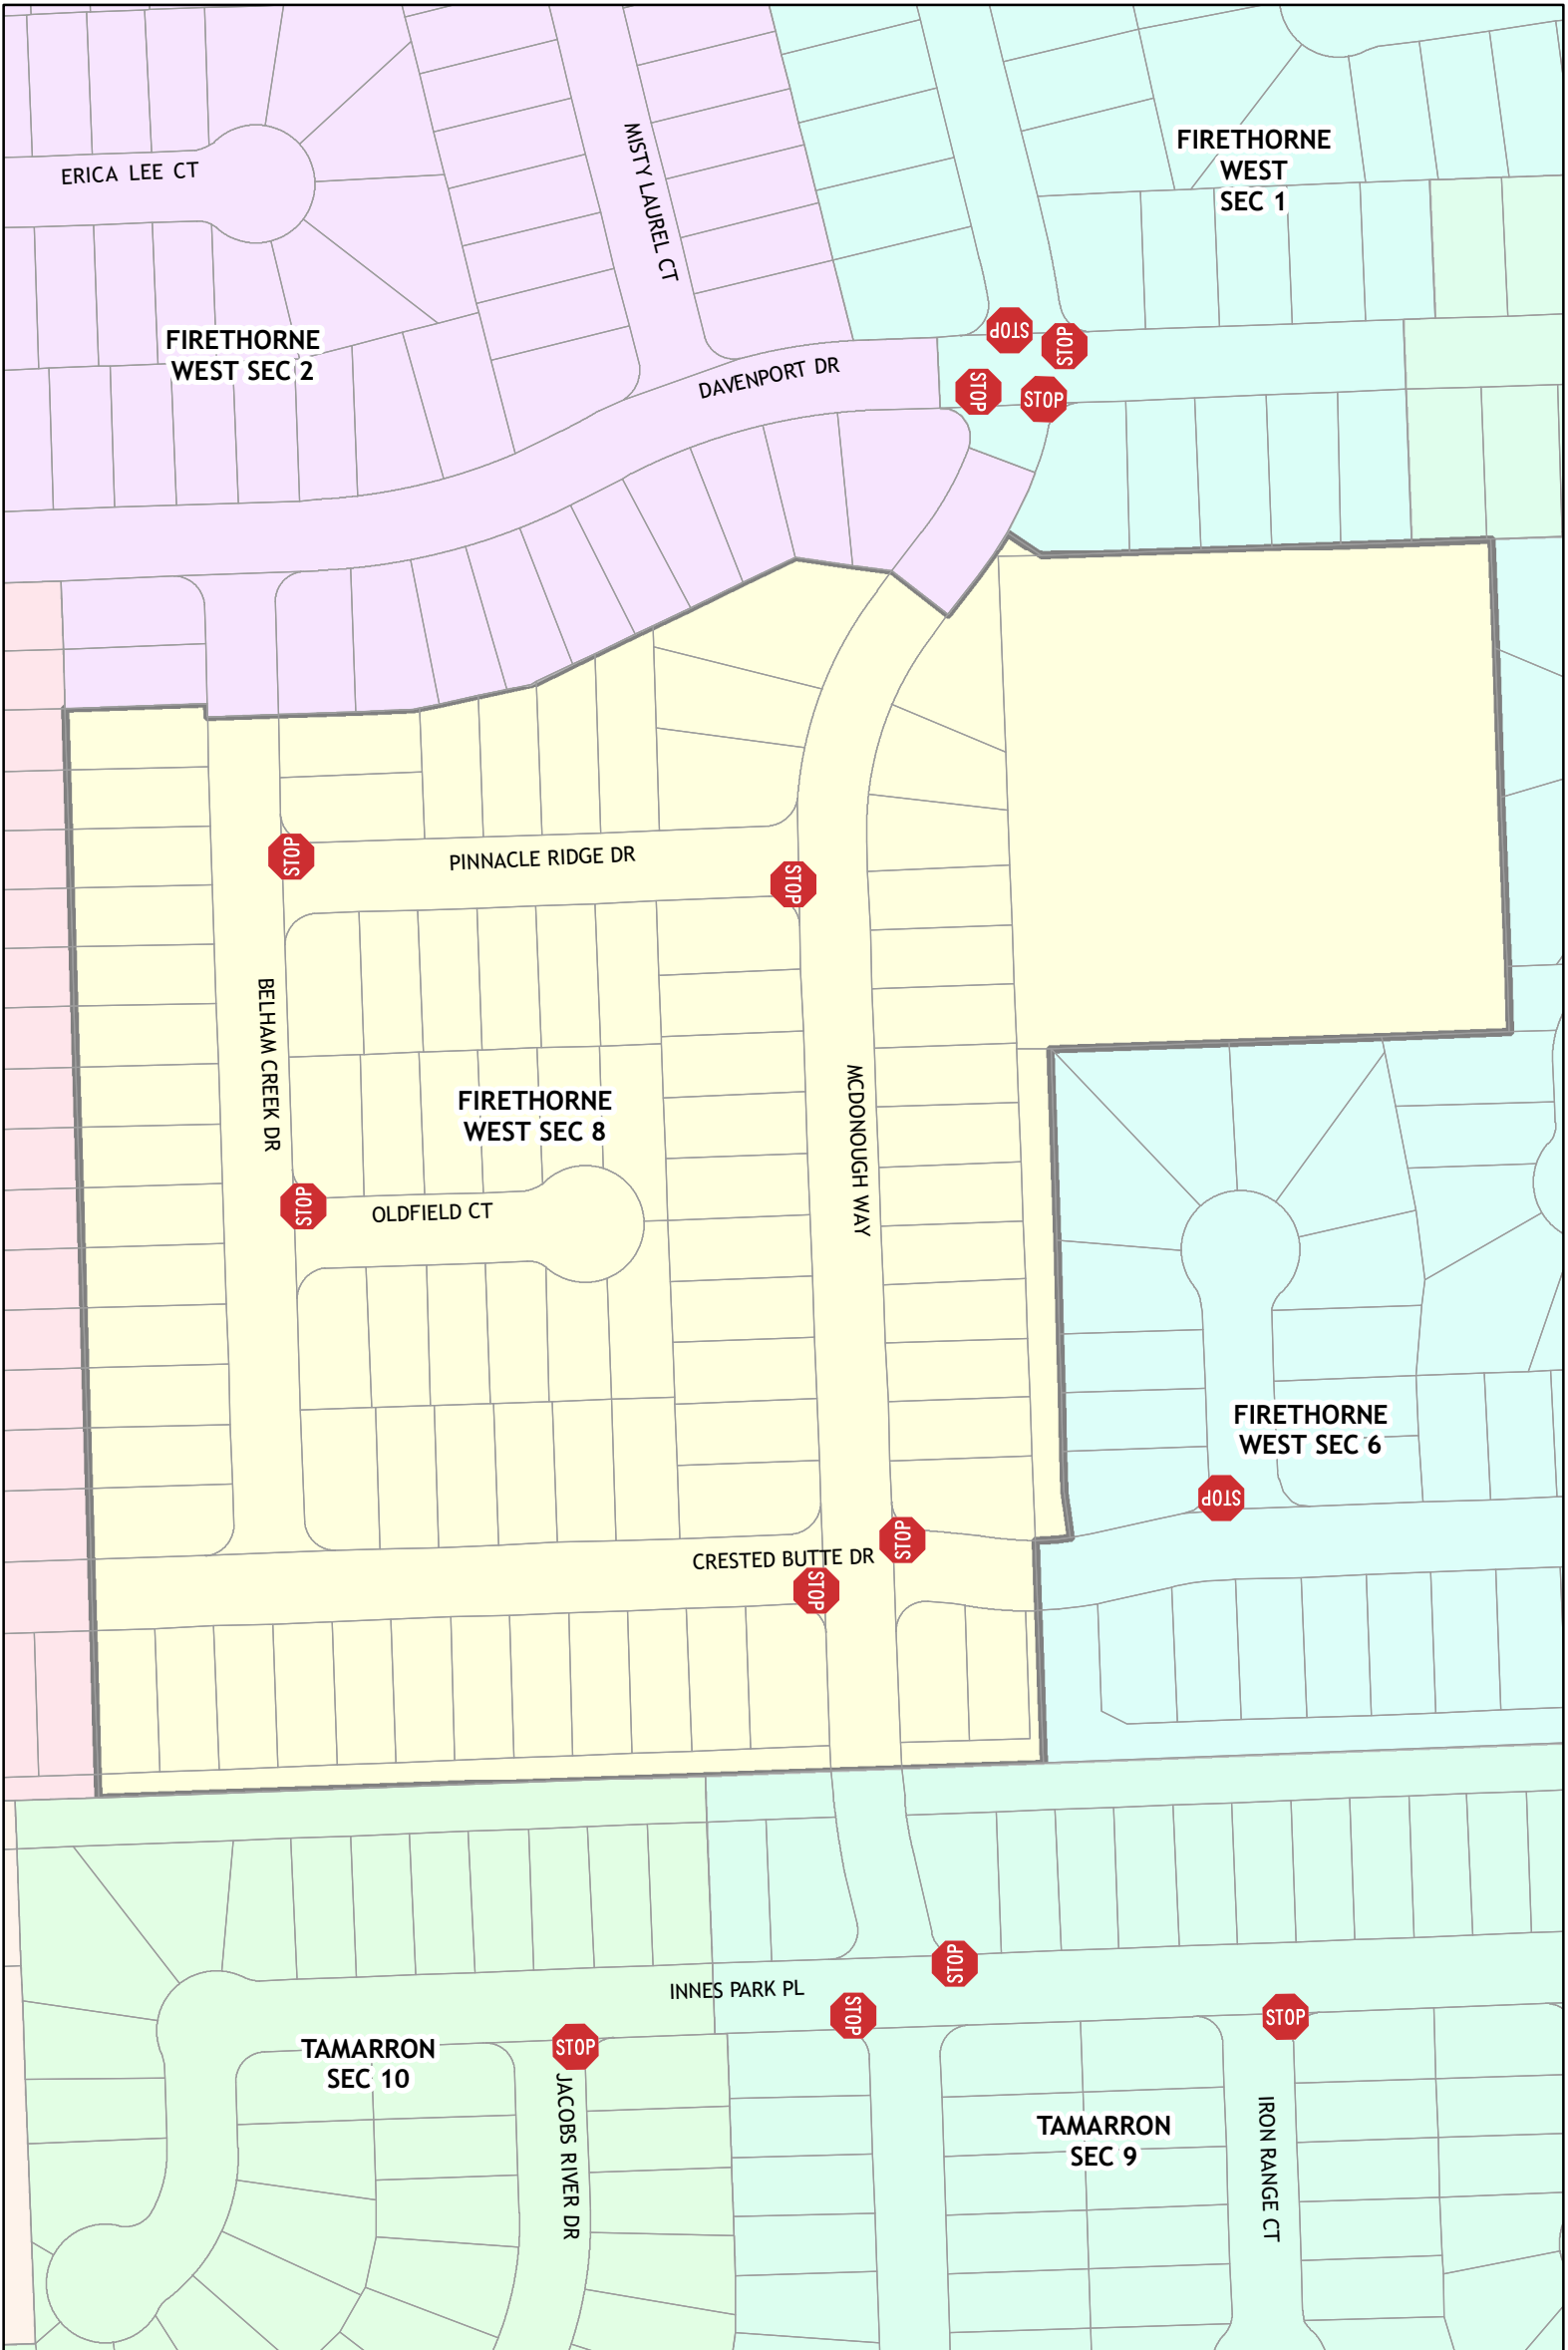 FIRETHORNE
WEST
SEC 1
ERICA LEE CT
MISTY LAUREL CT
FIRETHORNE
WEST SEC 2
STOP
STOP
DAVENPORT DR
STOP
STOP
STOP
PINNACLE RIDGE DR
STOP
BELHAM CREEK DR
MCDONOUGH WAY
FIRETHORNE
WEST SEC 8
STOP
OLDFIELD CT
FIRETHORNE
WEST SEC 6
STOP
STOP
CRESTED BUTTE DR
STOP
STOP
INNES PARK PL
STOP
STOP
STOP
TAMARRON
SEC 10
JACOBS RIVER DR
TAMARRON
SEC 9
IRON RANGE CT